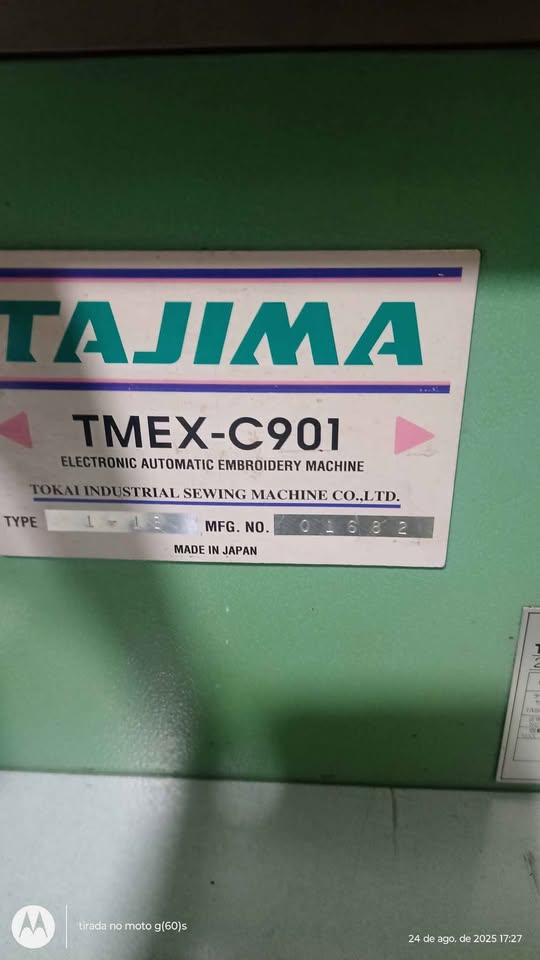 TAJIMA
TMEX-C901
ELECTRONIC AUTOMATIC EMBROIDERY MACHINE
TOKAI INDUSTRIAL SEWING MACHINE CO.,LTD.
TYPE MFG. NO. 01682
MADE IN JAPAN
tirada no moto g(60)s
24 de ago. de 2025 17:27